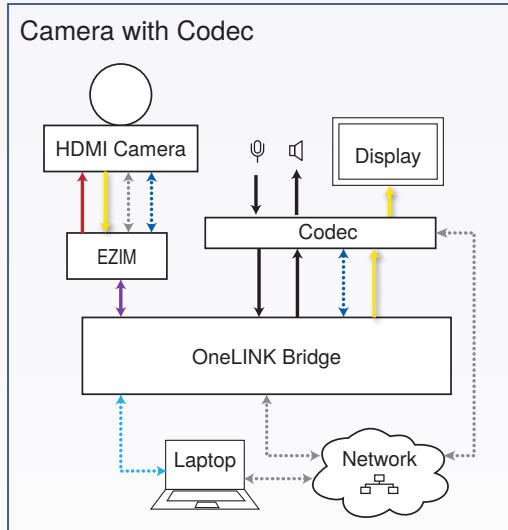 Camera with Codec
HDMI Camera
Display
Codec
EZIM
OneLINK Bridge
Laptop
Network